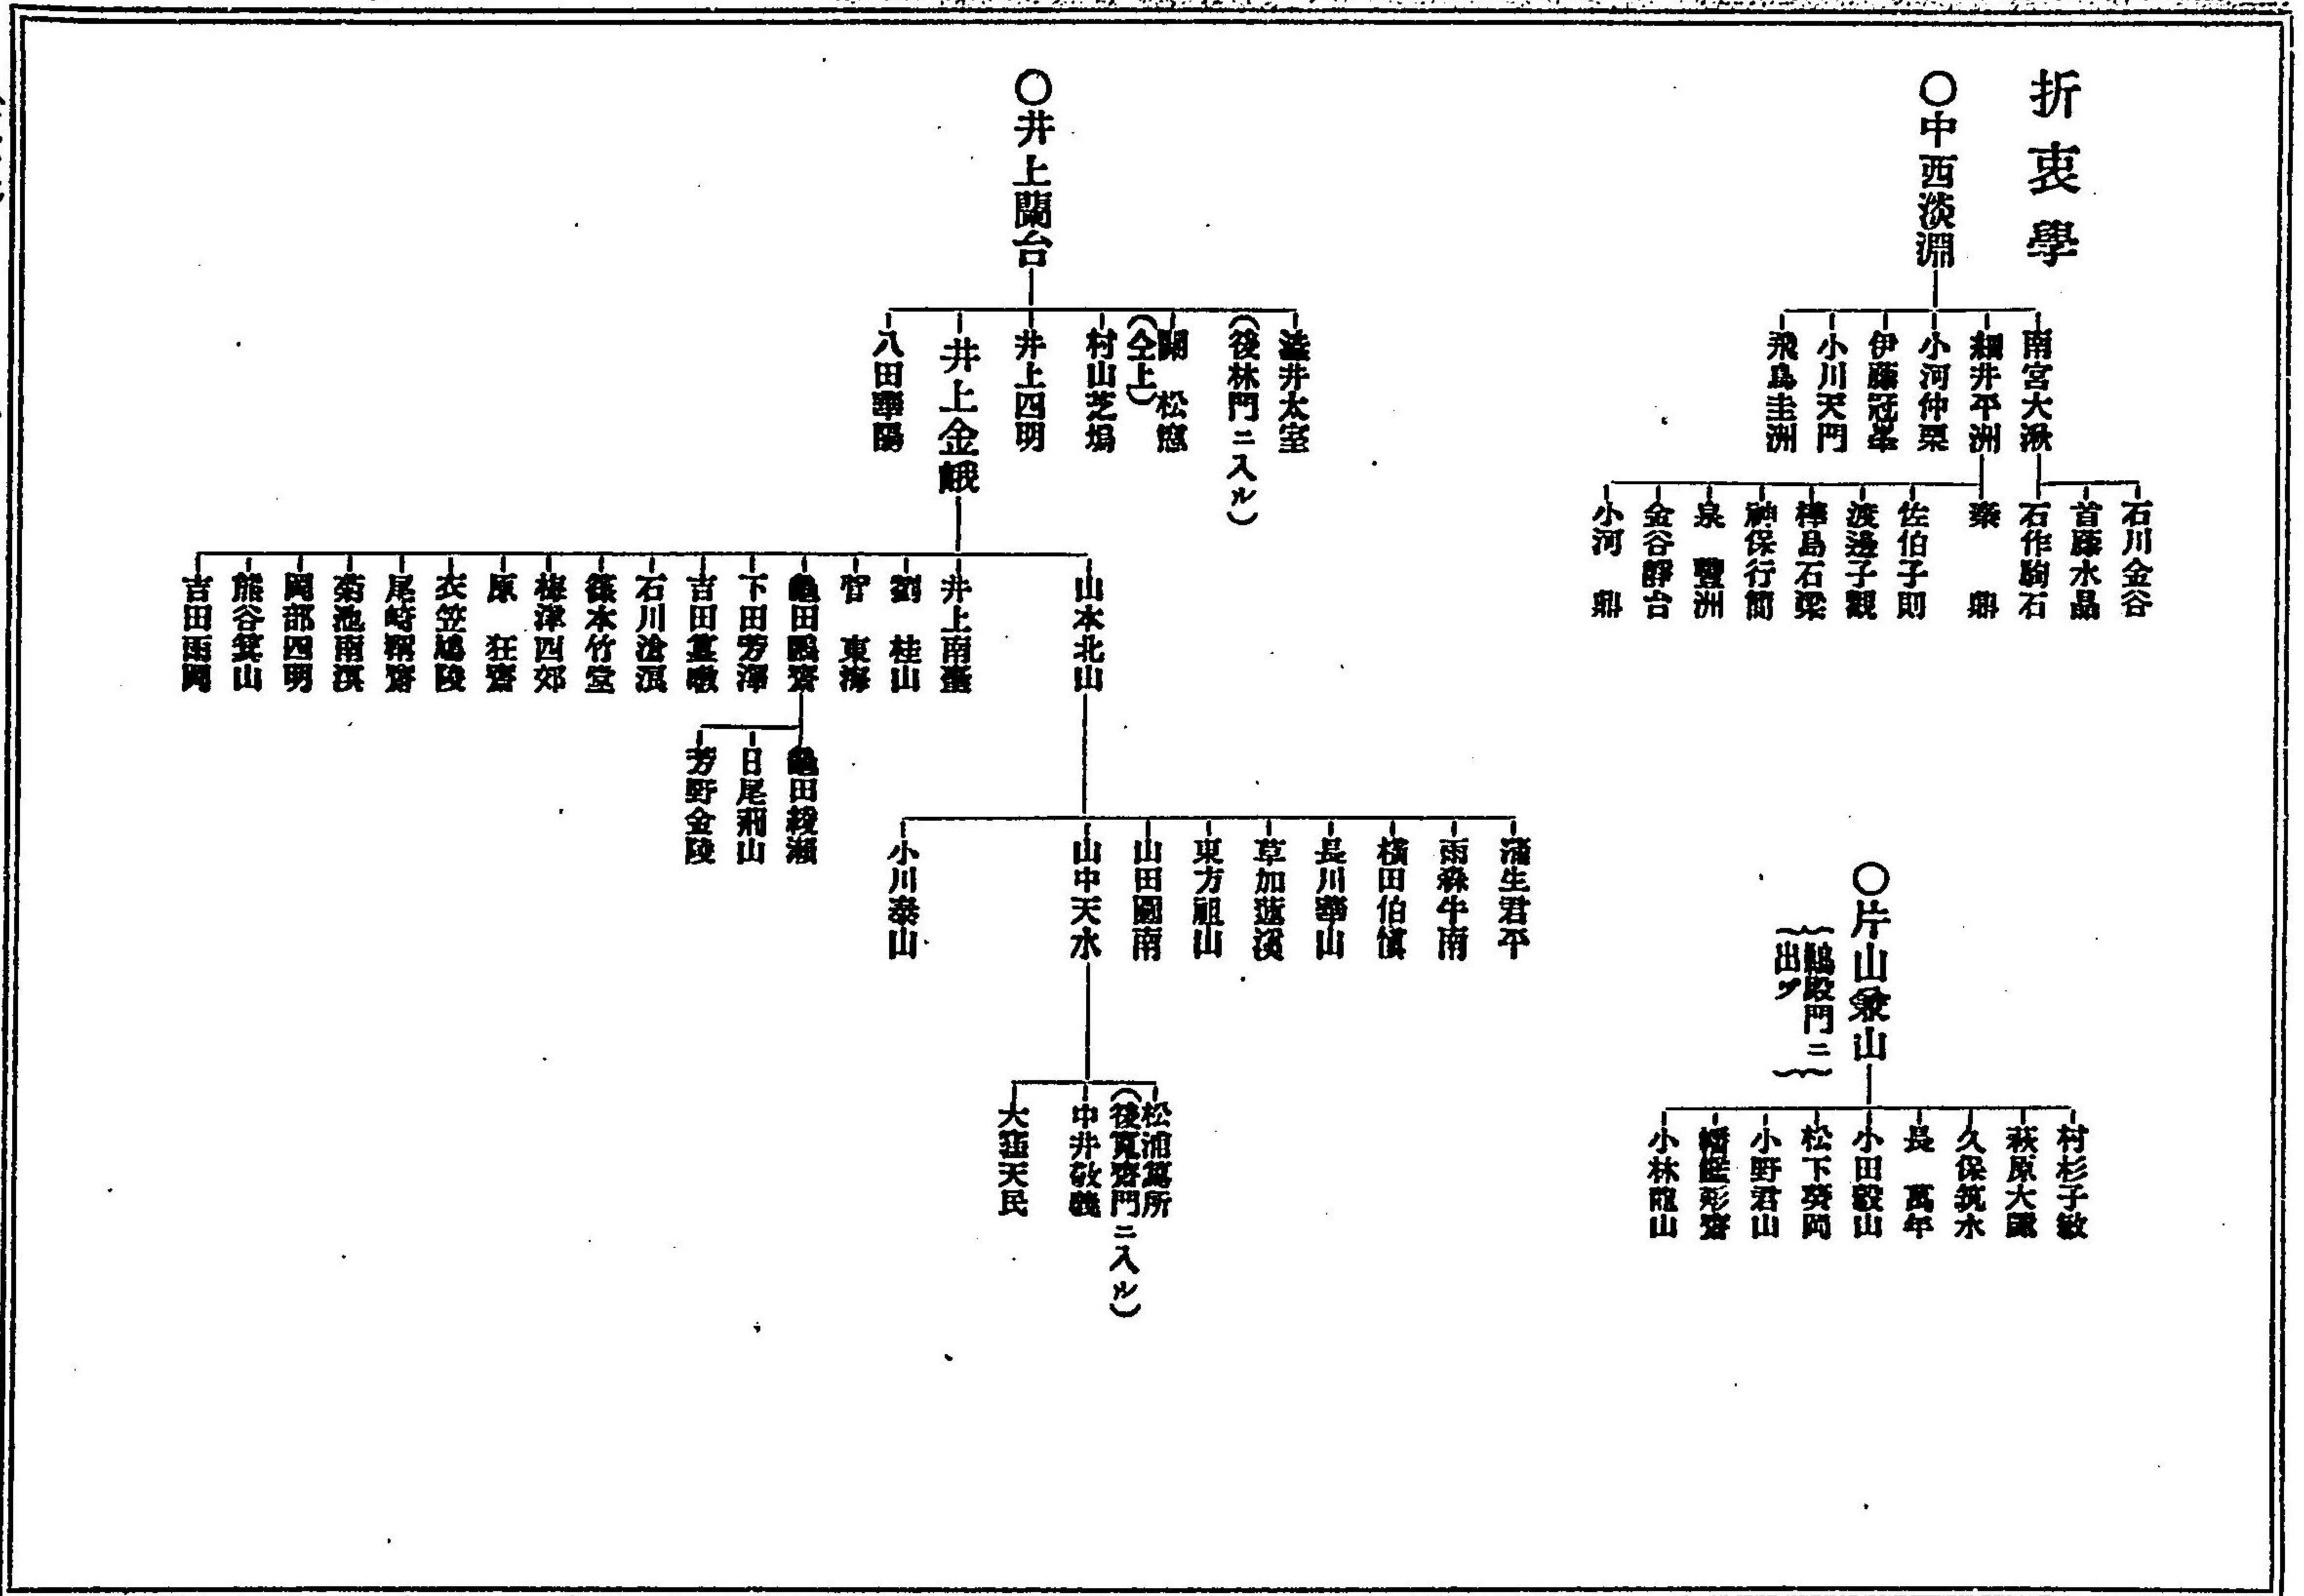 折衷學
〇中西淡淵
南宮大湫
石川金谷
首藤水晶
石作駒石
細井平洲
秦 鼎
佐伯子則
渡邊子觀
樺島石梁
神保行簡
泉 豐洲
金谷靜台
小河 鼎
小河仲栗
伊藤冠峯
小川天門
飛鳥圭洲
〇片山兼山
(鵜殿門ニ
出ヅ)
村杉子敏
萩原大麓
久保筑水
長 萬年
小田穀山
松下葵岡
小野君山
小林龍山
〇井上蘭台
澁井太室
(後林門ニ入ル)
關 松窓
(仝上)
村山芝塢
井上四明
井上金峨
八田華陽
山本北山
井上南臺
劉 桂山
菅 東海
龜田鵬齋
下田芳澤
吉田篁墩
石川滄浪
篠本竹堂
梅津四郊
原 狂齋
衣笠鳩陵
尾崎稱齋
菊池南溟
岡部四明
熊谷箕山
吉田雨岡
龜田綾瀬
日尾荊山
芳野金陵
蒲生君平
雨森牛南
橫田伯愼
長川華山
草加蓮溪
東方祖山
山田圖南
山中天水
小川泰山
松浦篤所
(後寬齋門ニ入ル)
中井敬義
大窪天民